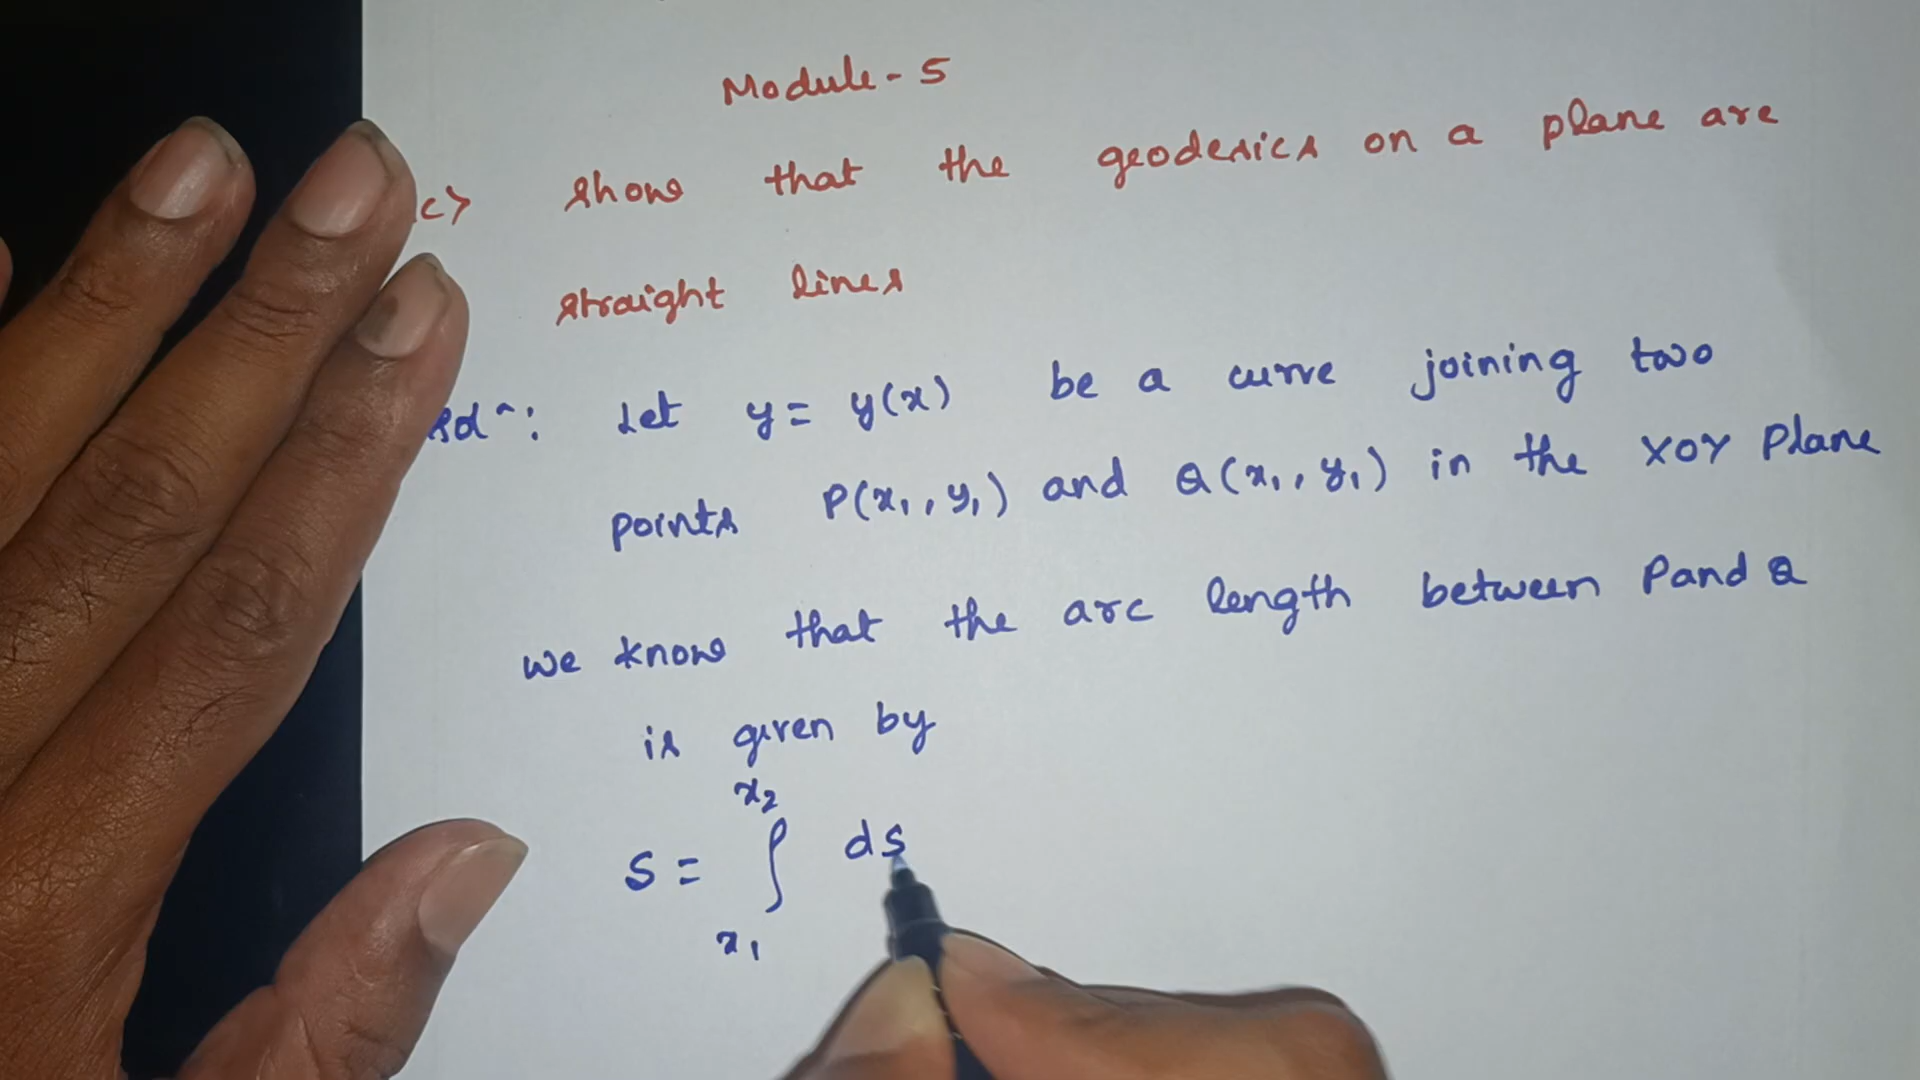 Module - 5
c> show that the geodesics on a plane are
straight lines
sol^n: Let y = y(x) be a curve joining two
points P(x₁, y₁) and Q(x₁, y₁) in the XOY plane
we know that the arc length between P and Q
is given by
S = ∫_{x₁}^{x₂} ds